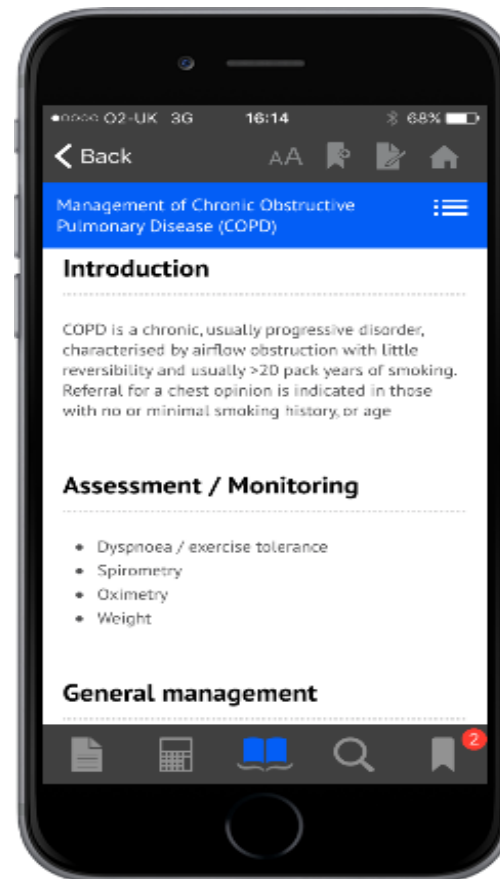 O2-UK 3G 16:14 68%
Back AA
Management of Chronic Obstructive
Pulmonary Disease (COPD)
Introduction
COPD is a chronic, usually progressive disorder,
characterised by airflow obstruction with little
reversibility and usually >20 pack years of smoking.
Referral for a chest opinion is indicated in those
with no or minimal smoking history, or age
Assessment / Monitoring
• Dyspnoea / exercise tolerance
• Spirometry
• Oximetry
• Weight
General management
2